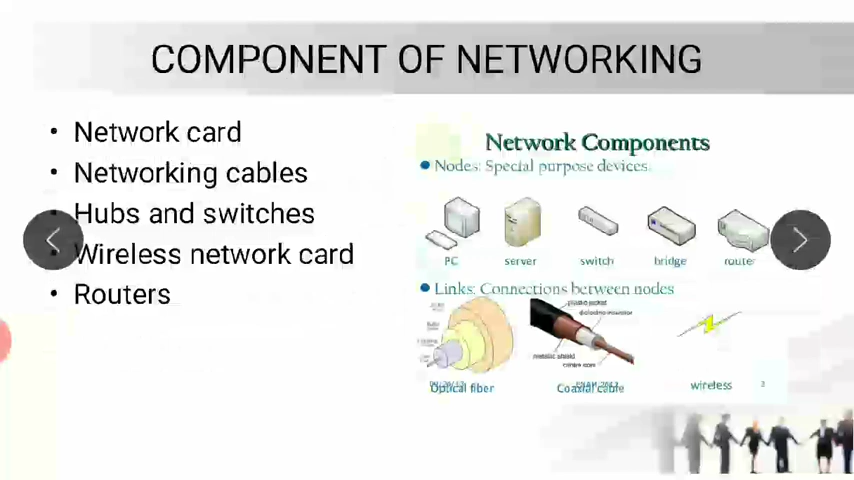 COMPONENT OF NETWORKING
• Network card
• Networking cables
• Hubs and switches
• Wireless network card
• Routers
Network Components
Nodes: Special purpose devices.
PC server switch bridge router
Links: Connections between nodes
plastic jacket
dielectric insulator
metallic shield
centre core
Optical fiber Coaxial cable wireless 3